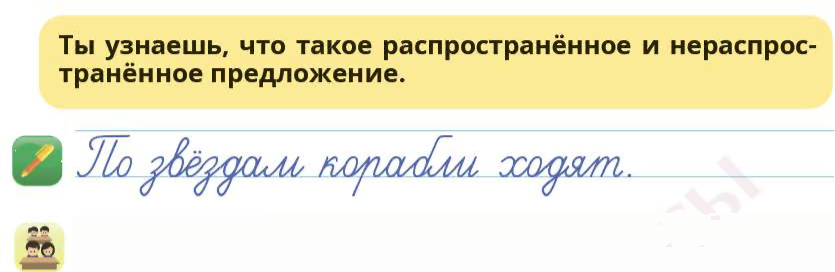 Ты узнаешь, что такое распространённое и нераспрос-
транённое предложение.
По звёздам корабли ходят.